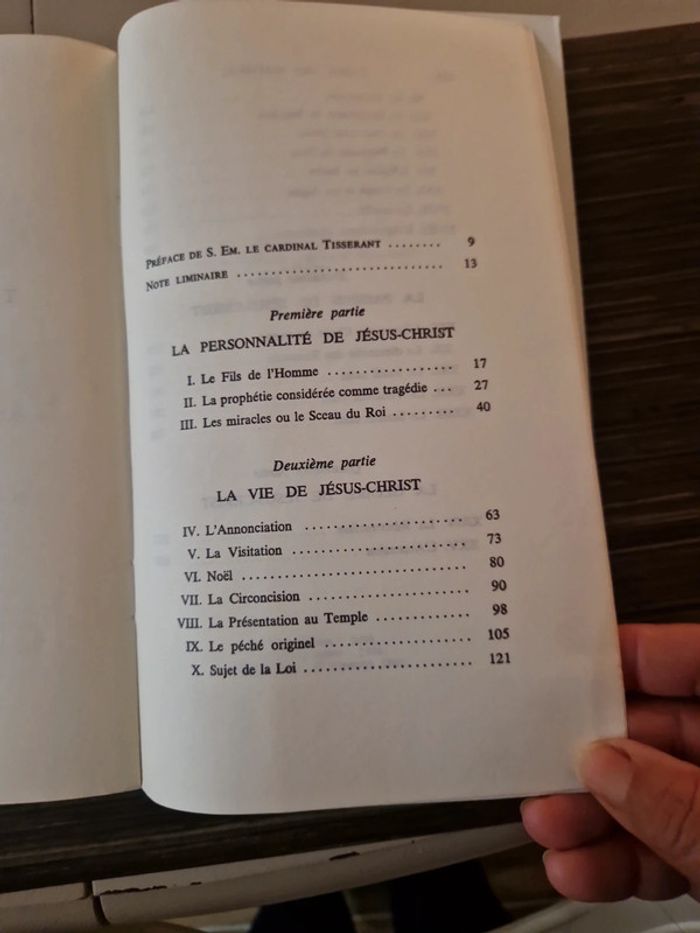 PRÉFACE DE S. EM. LE CARDINAL TISSERANT ........ 9
NOTE LIMINAIRE .............................. 13
Première partie
LA PERSONNALITÉ DE JÉSUS-CHRIST
I. Le Fils de l'Homme .................. 17
II. La prophétie considérée comme tragédie ... 27
III. Les miracles ou le Sceau du Roi ......... 40
Deuxième partie
LA VIE DE JÉSUS-CHRIST
IV. L'Annonciation ....................... 63
V. La Visitation ......................... 73
VI. Noël ................................ 80
VII. La Circoncision ....................... 90
VIII. La Présentation au Temple ............. 98
IX. Le péché originel ..................... 105
X. Sujet de la Loi ........................ 121